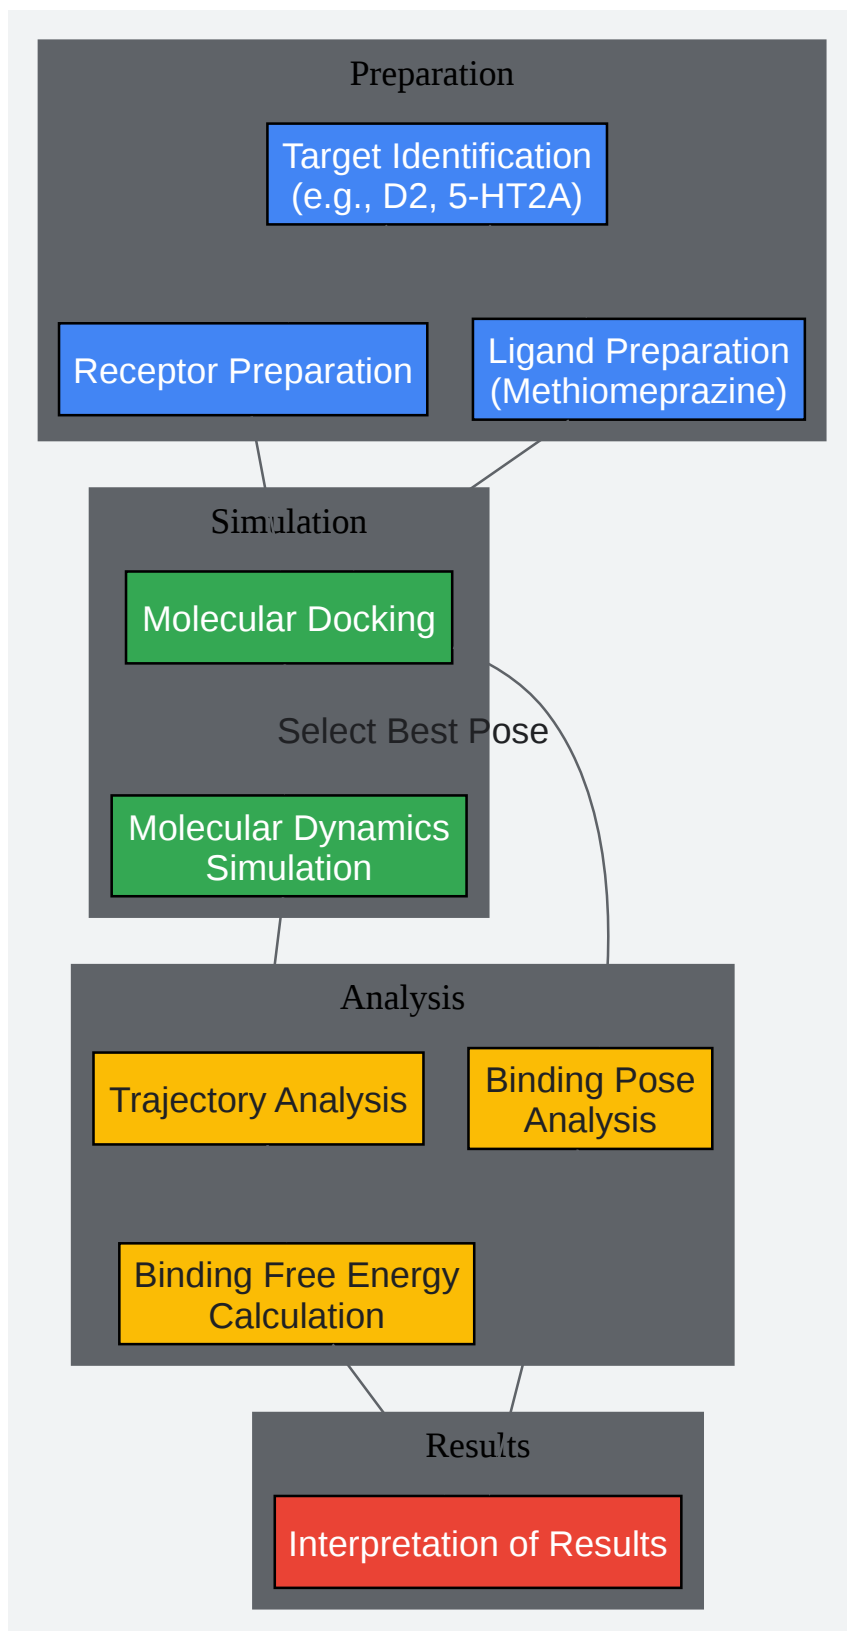 Preparation
Target Identification
(e.g., D2, 5-HT2A)
Receptor Preparation
Ligand Preparation
(Methiomeprazine)
Simulation
Molecular Docking
Select Best Pose
Molecular Dynamics
Simulation
Analysis
Trajectory Analysis
Binding Pose
Analysis
Binding Free Energy
Calculation
Results
Interpretation of Results